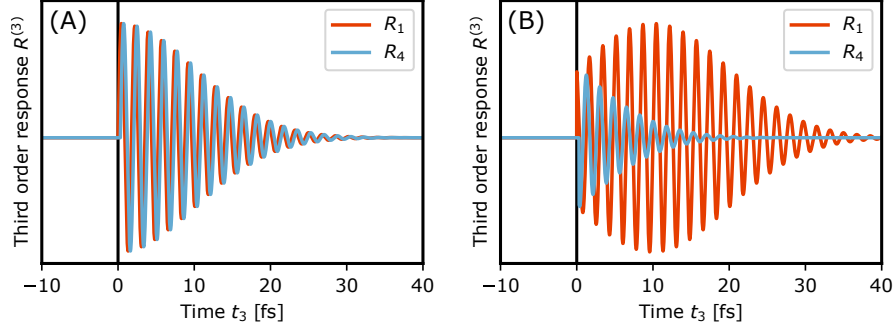 (A)
R₁
R₄
Third order response R⁽³⁾
−10
0
10
20
30
40
Time t₃ [fs]
(B)
R₁
R₄
Third order response R⁽³⁾
−10
0
10
20
30
40
Time t₃ [fs]